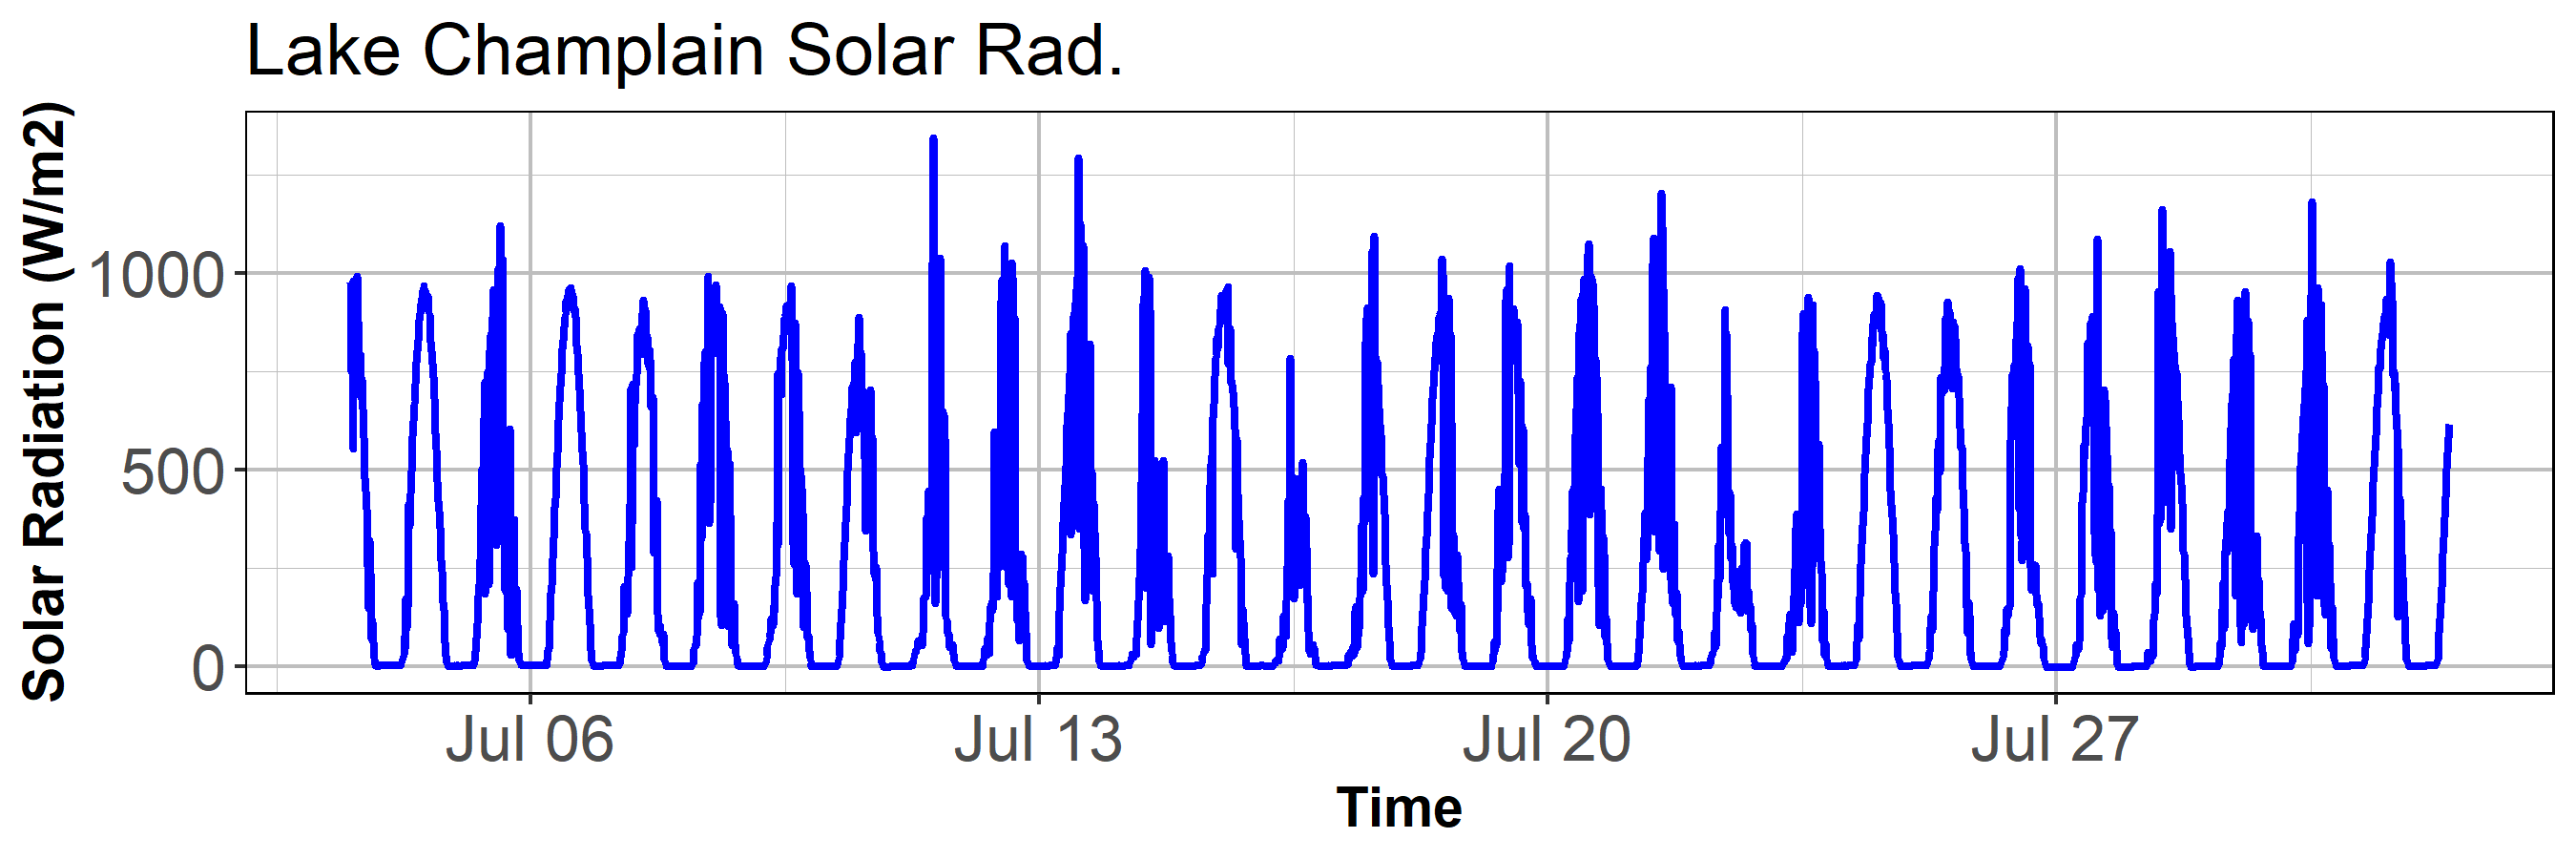 Lake Champlain Solar Rad.
Solar Radiation (W/m2)
1000
500
0
Jul 06 Jul 13 Jul 20 Jul 27
Time